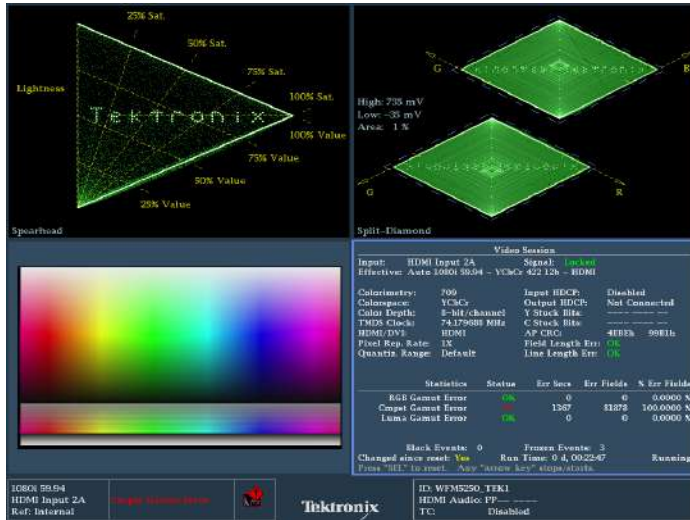 25% Sat.
50% Sat.
75% Sat.
Lightness
100% Sat.
Tektronix
100% Value
75% Value
50% Value
25% Value
Spearhead
G
R
High: 735 mV
Low: -35 mV
Area: 1 %
G
R
Split-Diamond
Video Session
Input: HDMI Input 2A Signal: Locked
Effective: Auto 1080i 59.94 - YCbCr 422 12b - HDMI
Colorimetry: 709 Input HDCP: Disabled
Colorspace: YCbCr Output HDCP: Not Connected
Color Depth: 8-bit/channel Y Stuck Bits: ---- ---- ---
TMDS Clock: 74.179688 MHz C Stuck Bits: ---- ---- ---
HDMI/DVI: HDMI AP CRC:
Pixel Rep. Rate: 1X Field Length Err: OK
Quantiz. Range: Default Line Length Err: OK
Statistics Status Err Secs Err Fields % Err Fields
RGB Gamut Error OK 0 0 0.0000 %
Cmpst Gamut Error 1367 81878 100.0000 %
Luma Gamut Error OK 0 0 0.0000 %
Black Events: 0 Frozen Events: 3
Changed since reset: Yes Run Time: 0 d, 00:22:47 Running
Press "SEL" to reset. Any "arrow key" stops/starts.
1080i 59.94
HDMI Input 2A
Ref: Internal
Cmpst Gamut Error
Tektronix
ID: WFM5250_TEK1
HDMI Audio: PP-- ----
TC: Disabled